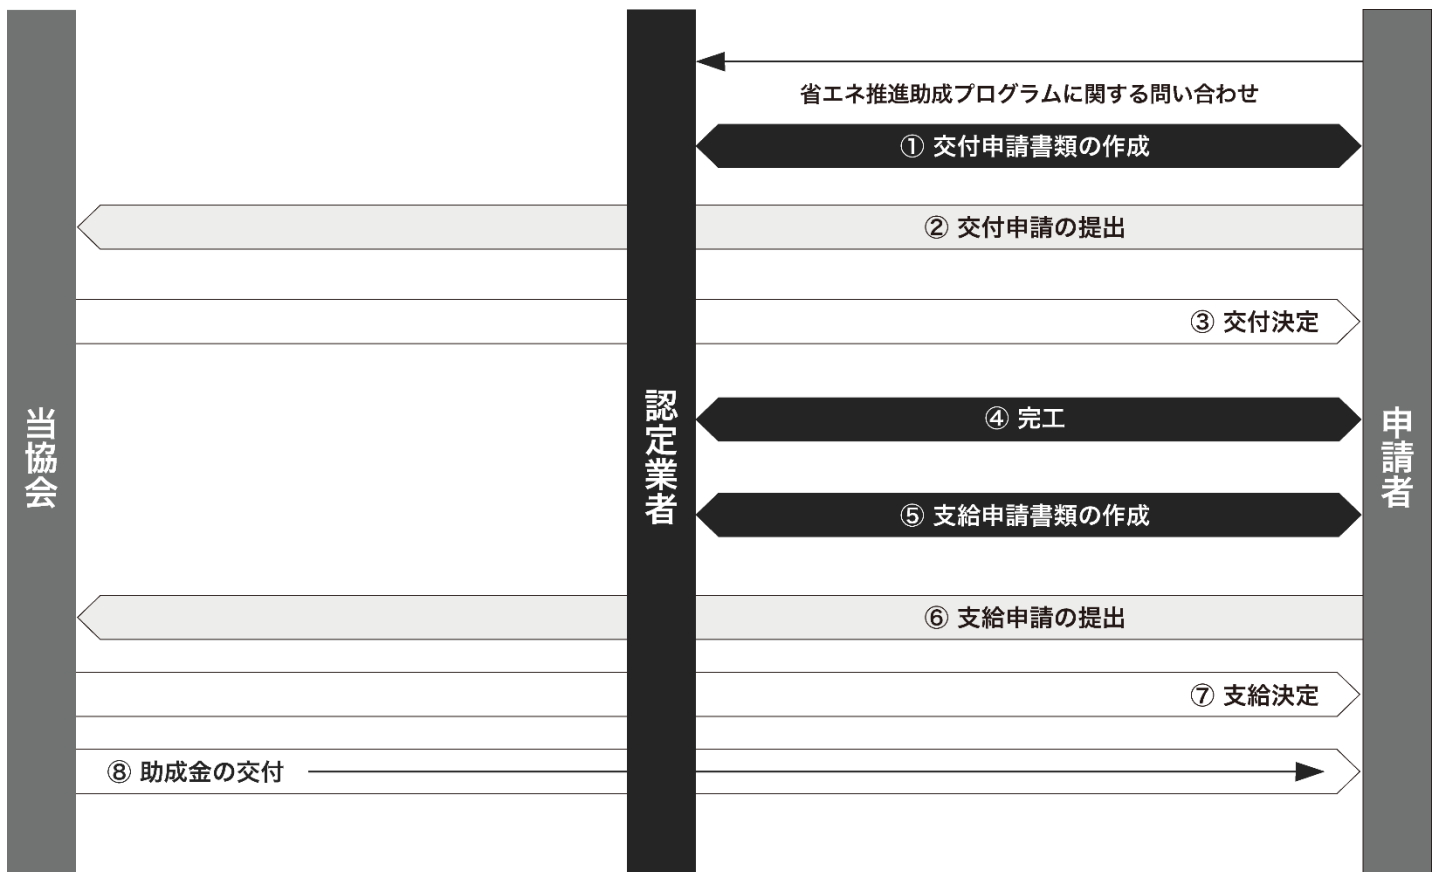 省エネ推進助成プログラムに関する問い合わせ
① 交付申請書類の作成
② 交付申請の提出
③ 交付決定
④ 完工
⑤ 支給申請書類の作成
⑥ 支給申請の提出
⑦ 支給決定
⑧ 助成金の交付
当協会
認定業者
申請者